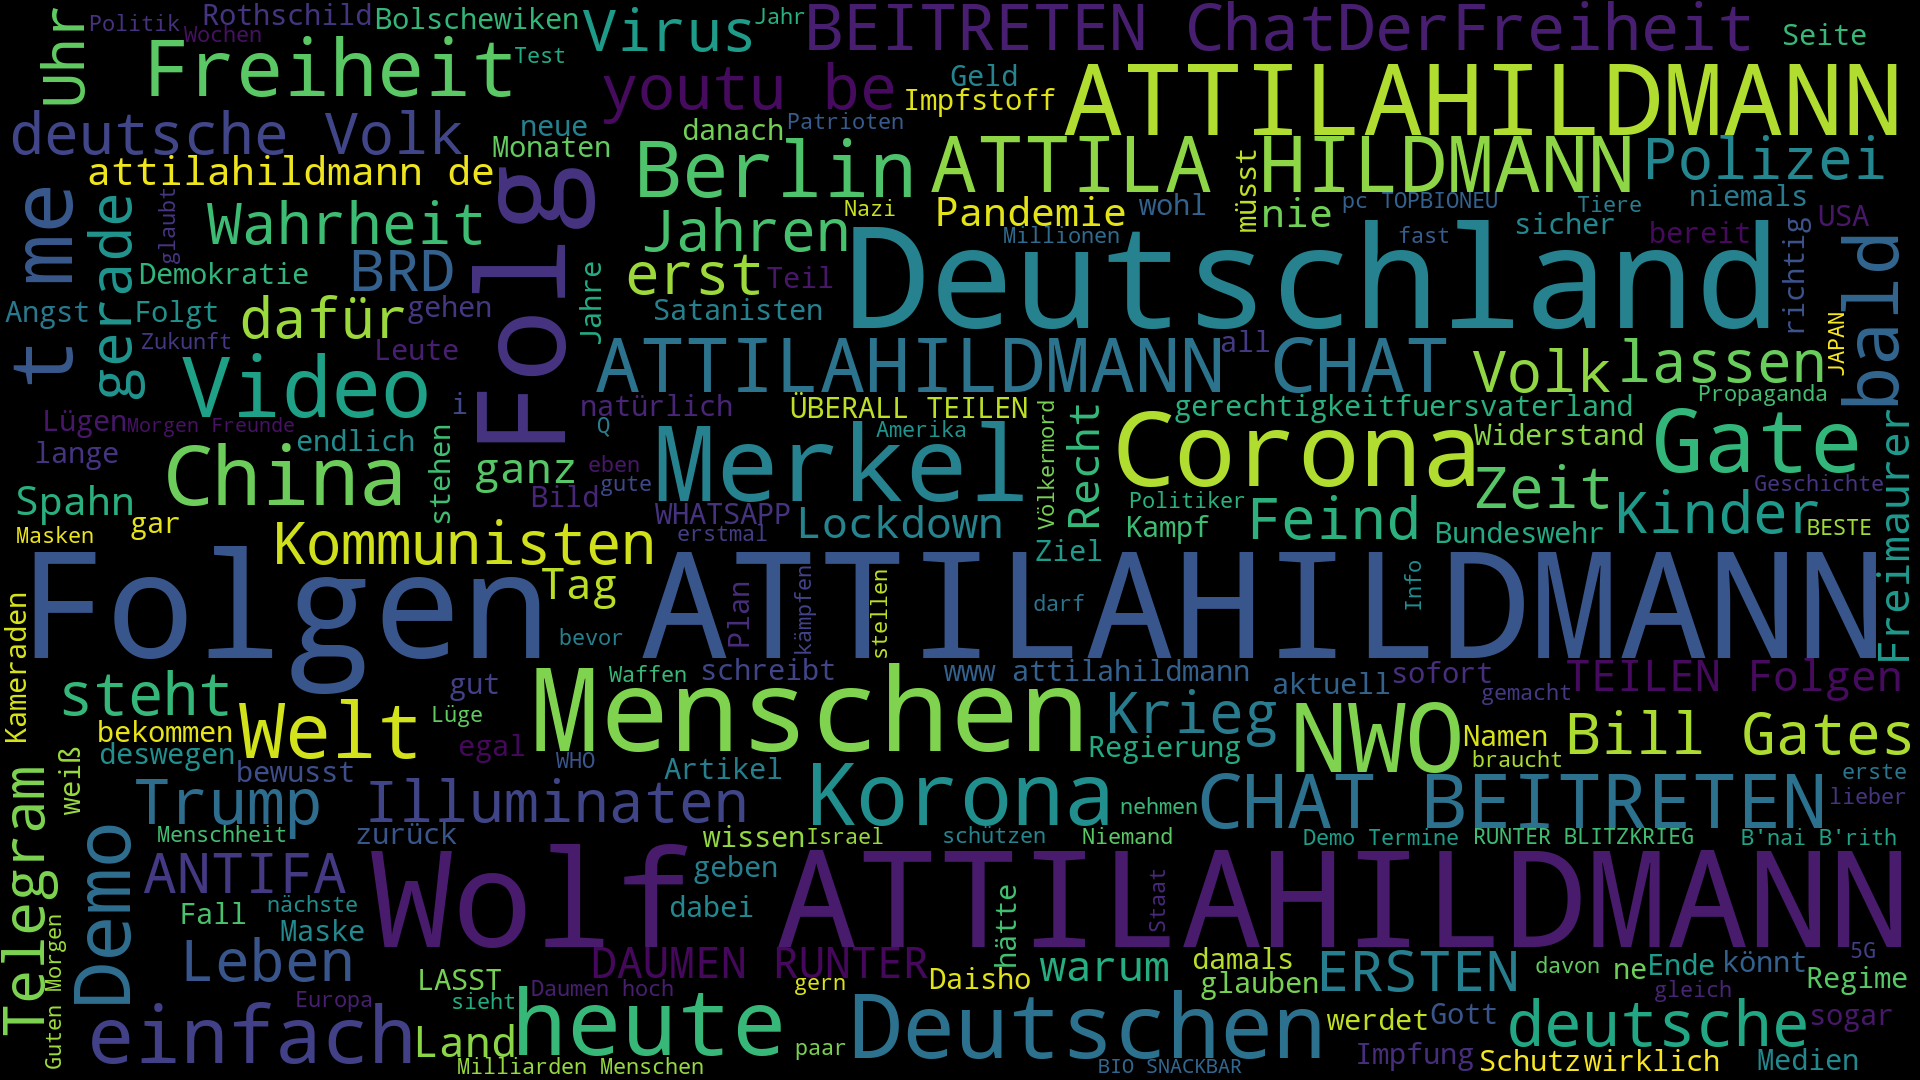 Politik
Rothschild
Bolschewiken
Virus
Jahr
BEITRETEN ChatDerFreiheit
Seite
Uhr
Wochen
Freiheit
Test
youtu be
Geld
Impfstoff
ATTILAHILDMANN
deutsche Volk
neue
Monaten
danach
Patrioten
Berlin
ATTILA HILDMANN
müsst
Polizei
attilahildmann de
Folg
t me
gerade
glaubt
Wahrheit
Jahren
Nazi
Pandemie
wohl
nie
pc TOPBIONEU
Tiere
niemals
Millionen
fast
sicher
bereit
USA
richtig
bald
Demokratie
BRD
erst
Teil
Deutschland
Angst
Folgt
dafür
gehen
Jahre
Satanisten
Zukunft
Leute
ATTILAHILDMANN CHAT
all
Volk
lassen
JAPAN
Video
i
natürlich
ÜBERALL TEILEN
gerechtigkeitfuersvaterland
Propaganda
Lügen
Morgen Freunde
Q
Amerika
Merkel
Völkermord
Recht
Corona
Widerstand
Gate
Freimaurer
lange
endlich
China
stehen
ganz
eben
gute
Bild
Zeit
Geschichte
Spahn
WHATSAPP
Lockdown
Politiker
Kampf
Feind
Bundeswehr
Kinder
BESTE
Masken
gar
Kommunisten
erstmal
Ziel
Folgen ATTILAHILDMANN
Tag
Plan
kämpfen
stellen
darf
Info
Kameraden
bevor
steht
gut
Waffen
schreibt
www attilahildmann
aktuell
sofort
gemacht
TEILEN Folgen
Menschen
bekommen
Welt
Lüge
Krieg
NWO
Namen
Bill Gates
deswegen
egal
WHO
Regierung
braucht
weiß
bewusst
Artikel
erste
Telegram
Trump
Illuminaten
Korona
nehmen
CHAT BEITRETEN
lieber
Menschheit
zurück
wissen
Israel
schützen
Niemand
Demo Termine
RUNTER BLITZKRIEG
B'nai B'rith
Demo
ANTIFA
Wolf ATTILAHILDMANN
geben
Staat
Fall
nächste
dabei
hätte
Maske
Guten Morgen
Leben
DAUMEN RUNTER
warum
damals
ERSTEN
davon
ne
Ende
könnt
5G
LASST
Daumen hoch
gern
Daisho
glauben
gleich
Regime
Europa
sieht
einfach
Land
heute
paar
Deutschen
werdet
Gott
deutsche
sogar
Milliarden Menschen
BIO SNACKBAR
Impfung
Schutz
wirklich
Medien